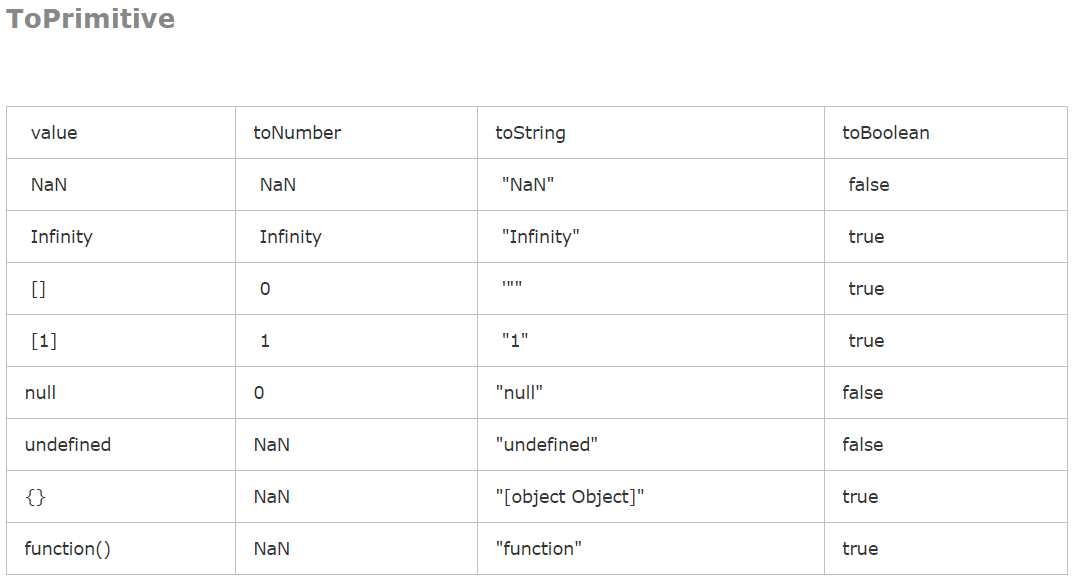 ToPrimitive
value toNumber toString toBoolean
NaN NaN "NaN" false
Infinity Infinity "Infinity" true
[] 0 '"" true
[1] 1 "1" true
null 0 "null" false
undefined NaN "undefined" false
{} NaN "[object Object]" true
function() NaN "function" true